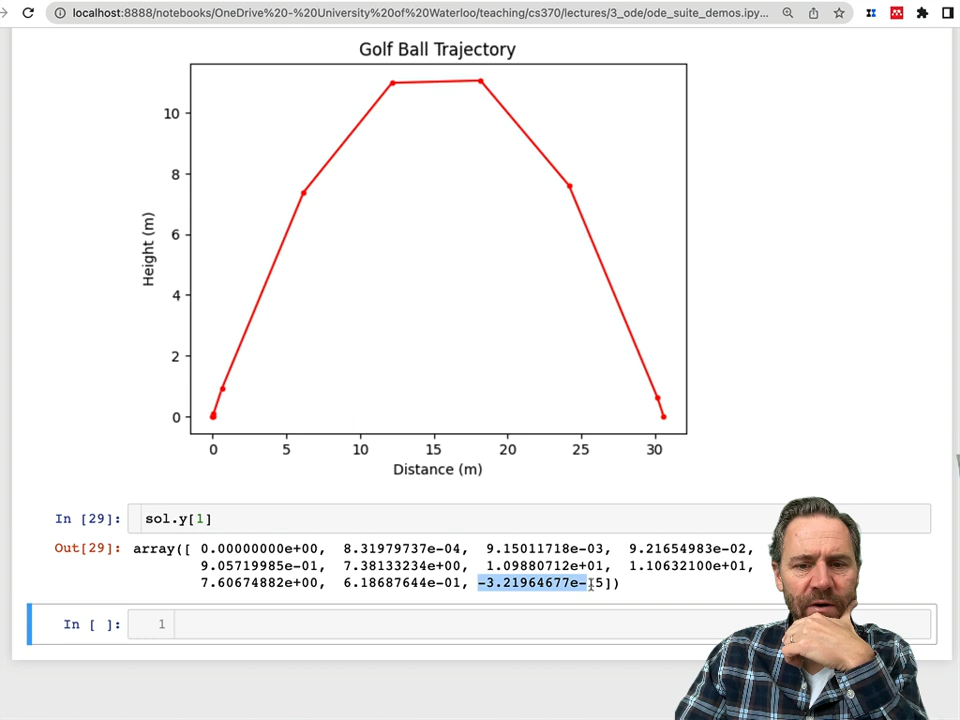 localhost:8888/notebooks/OneDrive%20-%20University%20of%20Waterloo/teaching/cs370/lectures/3_ode/ode_suite_demos.ipy...
Golf Ball Trajectory
10
8
6
4
2
0
Height (m)
0 5 10 15 20 25 30
Distance (m)
In [29]: sol.y[1]
Out[29]: array([ 0.00000000e+00, 8.31979737e-04, 9.15011718e-03, 9.21654983e-02,
9.05719985e-01, 7.38133234e+00, 1.09880712e+01, 1.10632100e+01,
7.60674882e+00, 6.18687644e-01, -3.21964677e- 5])
In [ ]: 1